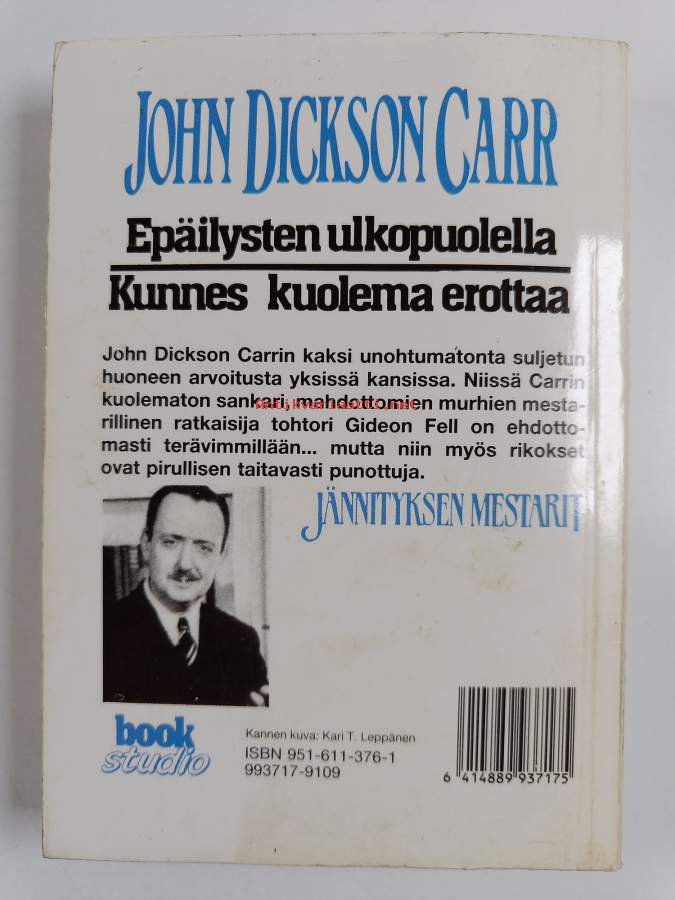 JOHN DICKSON CARR
Epäilysten ulkopuolella
Kunnes kuolema erottaa
John Dickson Carrin kaksi unohtumatonta suljetun
huoneen arvoitusta yksissä kansissa. Niissä Carrin
kuolematon sankari, mahdottomien murhien mesta-
rillinen ratkaisija tohtori Gideon Fell on ehdotto-
masti terävimmillään... mutta niin myös rikokset
ovat pirullisen taitavasti punottuja.
JÄNNITYKSEN MESTARIT
book
studio
Kannen kuva: Kari T. Leppänen
ISBN 951-611-376-1
993717-9109
6 414889 937175